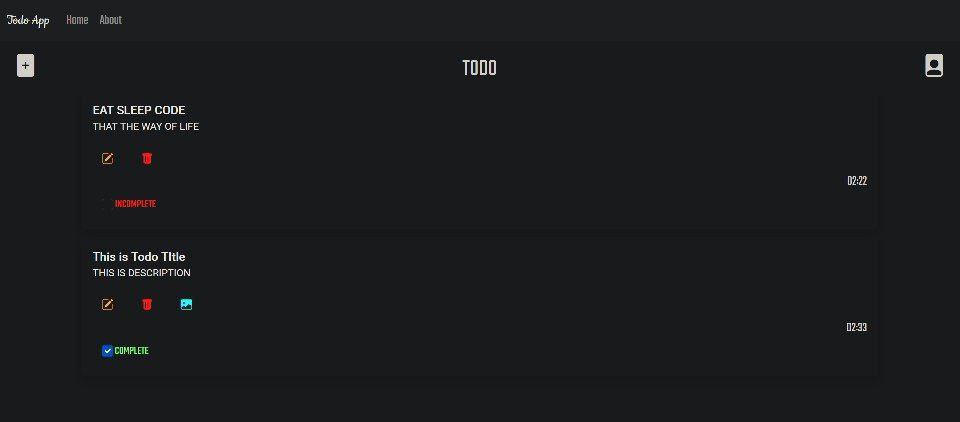 Todo App Home About
+
TODO
EAT SLEEP CODE
THAT THE WAY OF LIFE
02:22
INCOMPLETE
This is Todo TItle
THIS IS DESCRIPTION
02:33
COMPLETE